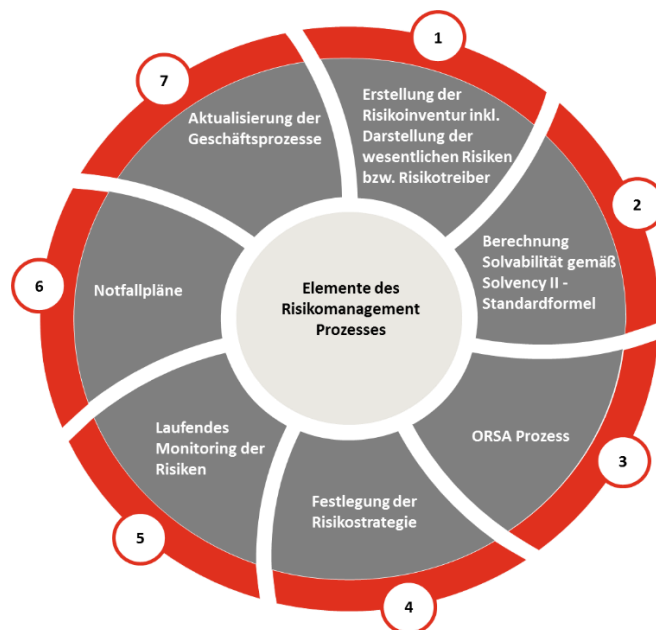 1
Erstellung der
Risikoinventur inkl.
Darstellung der
wesentlichen Risiken
bzw. Risikotreiber
2
Berechnung
Solvabilität gemäß
Solvency II -
Standardformel
3
ORSA Prozess
4
Festlegung der
Risikostrategie
5
Laufendes
Monitoring der
Risiken
6
Notfallpläne
7
Aktualisierung der
Geschäftsprozesse
Elemente des
Risikomanagement
Prozesses